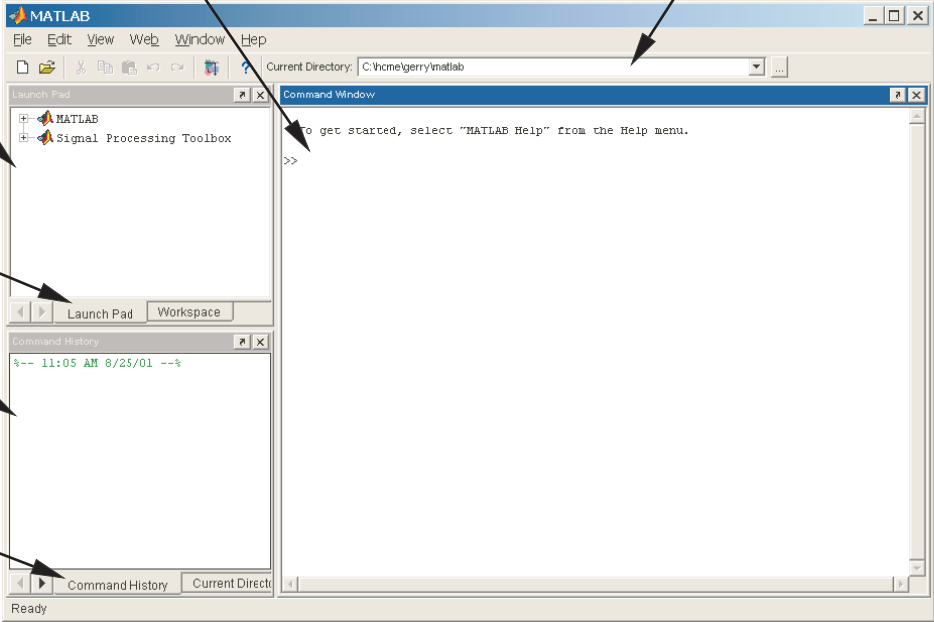 MATLAB
File Edit View Web Window Help
Current Directory: C:\home\gerry\matlab ...
Launch Pad
MATLAB
Signal Processing Toolbox
Launch Pad Workspace
Command History
%-- 11:05 AM 8/25/01 --%
Command History Current Directo
Command Window
To get started, select "MATLAB Help" from the Help menu.
>>
Ready